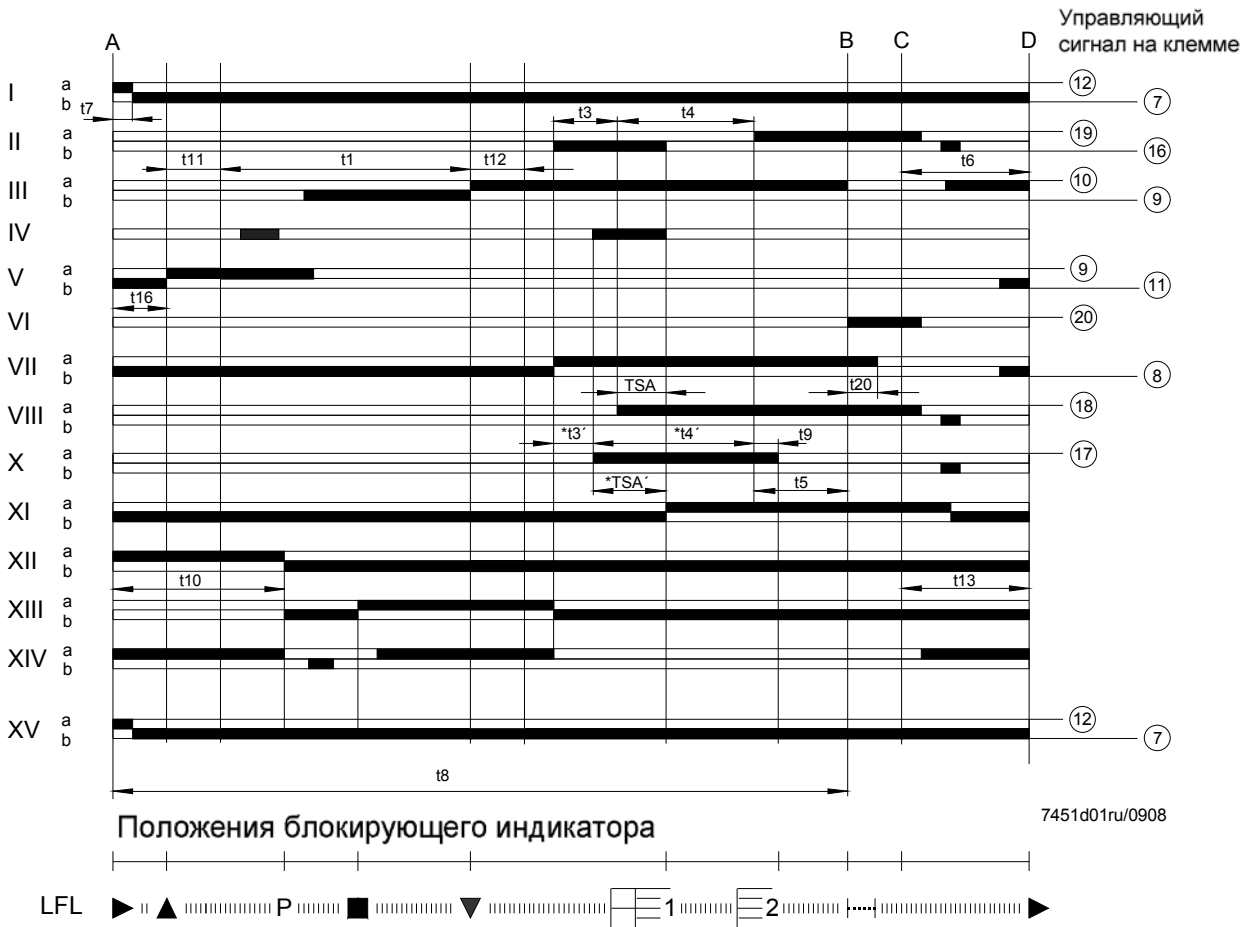 Управляющий
сигнал на клемме
A B C D
I a 12
b 7
t7 t3 t4
II a 19
b 16
t11 t1 t12 t6
III a 10
b 9
IV
V a 9
b 11
t16
VI 20
VII a
b 8
TSA t20
VIII a 18
b
*t3´ *t4´ t9
X a 17
b
*TSA´ t5
XI a
b
XII a
b
t10 t13
XIII a
b
XIV a
b
XV a 12
b 7
t8
7451d01ru/0908
Положения блокирующего индикатора
LFL P 1 2